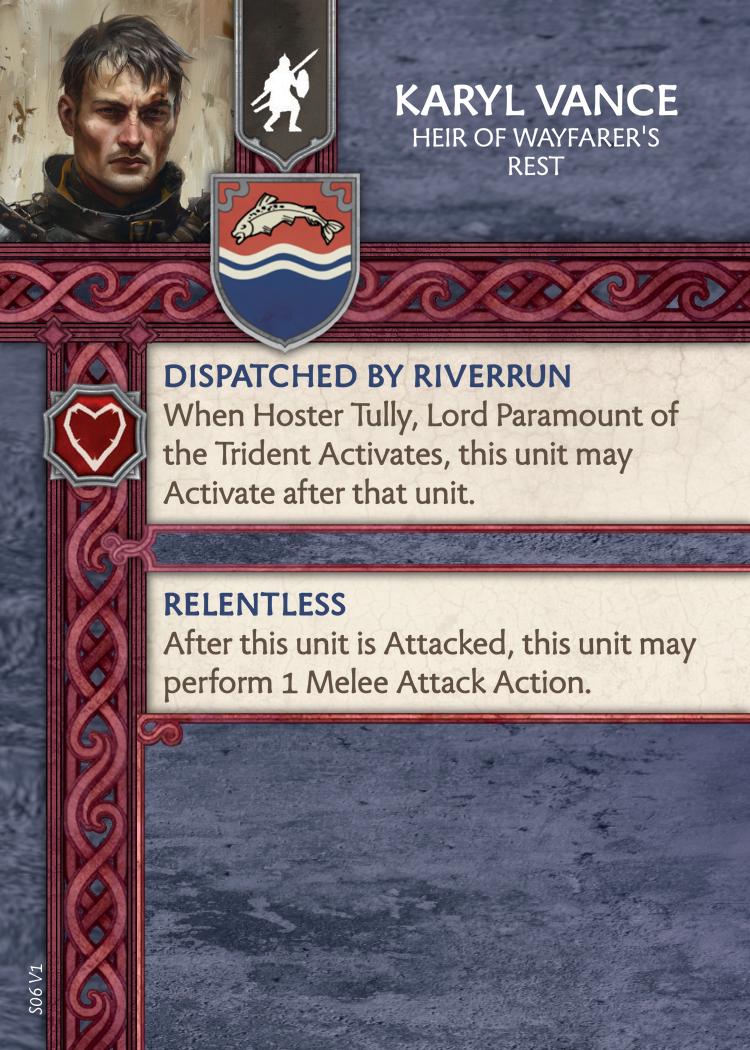 KARYL VANCE
HEIR OF WAYFARER'S
REST
DISPATCHED BY RIVERRUN
When Hoster Tully, Lord Paramount of
the Trident Activates, this unit may
Activate after that unit.
RELENTLESS
After this unit is Attacked, this unit may
perform 1 Melee Attack Action.
S06 V1